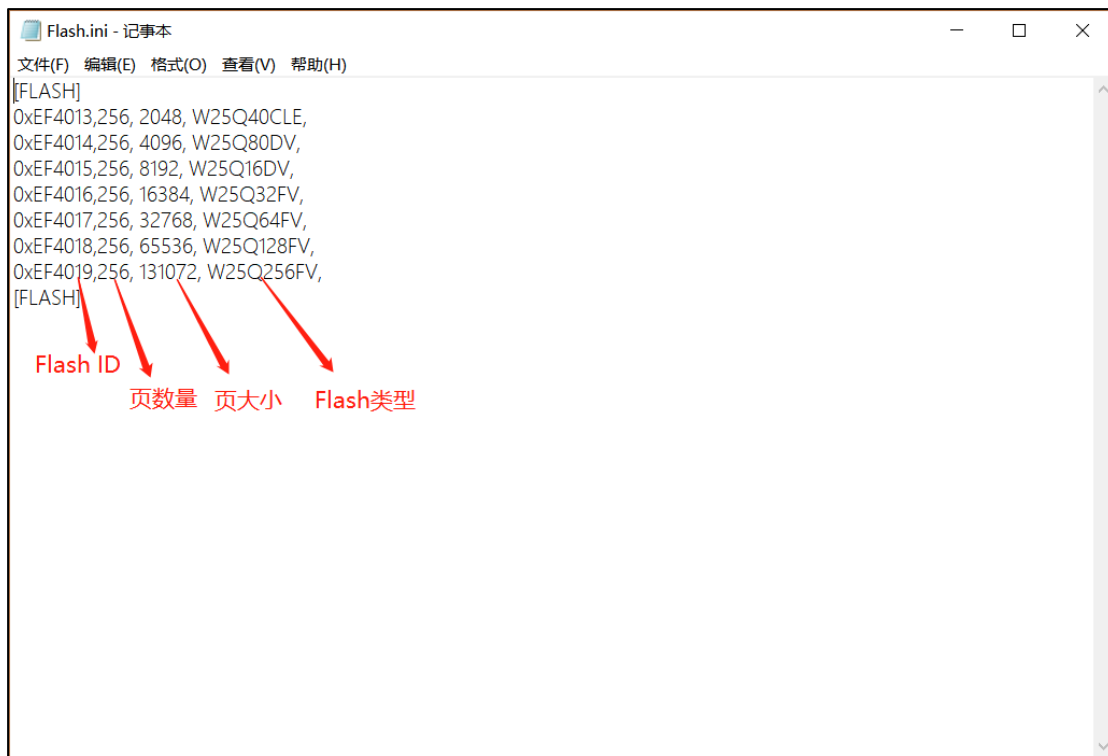 Flash.ini - 记事本
文件(F) 编辑(E) 格式(O) 查看(V) 帮助(H)
[FLASH]
0xEF4013,256, 2048, W25Q40CLE,
0xEF4014,256, 4096, W25Q80DV,
0xEF4015,256, 8192, W25Q16DV,
0xEF4016,256, 16384, W25Q32FV,
0xEF4017,256, 32768, W25Q64FV,
0xEF4018,256, 65536, W25Q128FV,
0xEF4019,256, 131072, W25Q256FV,
[FLASH]
Flash ID
页数量 页大小 Flash类型